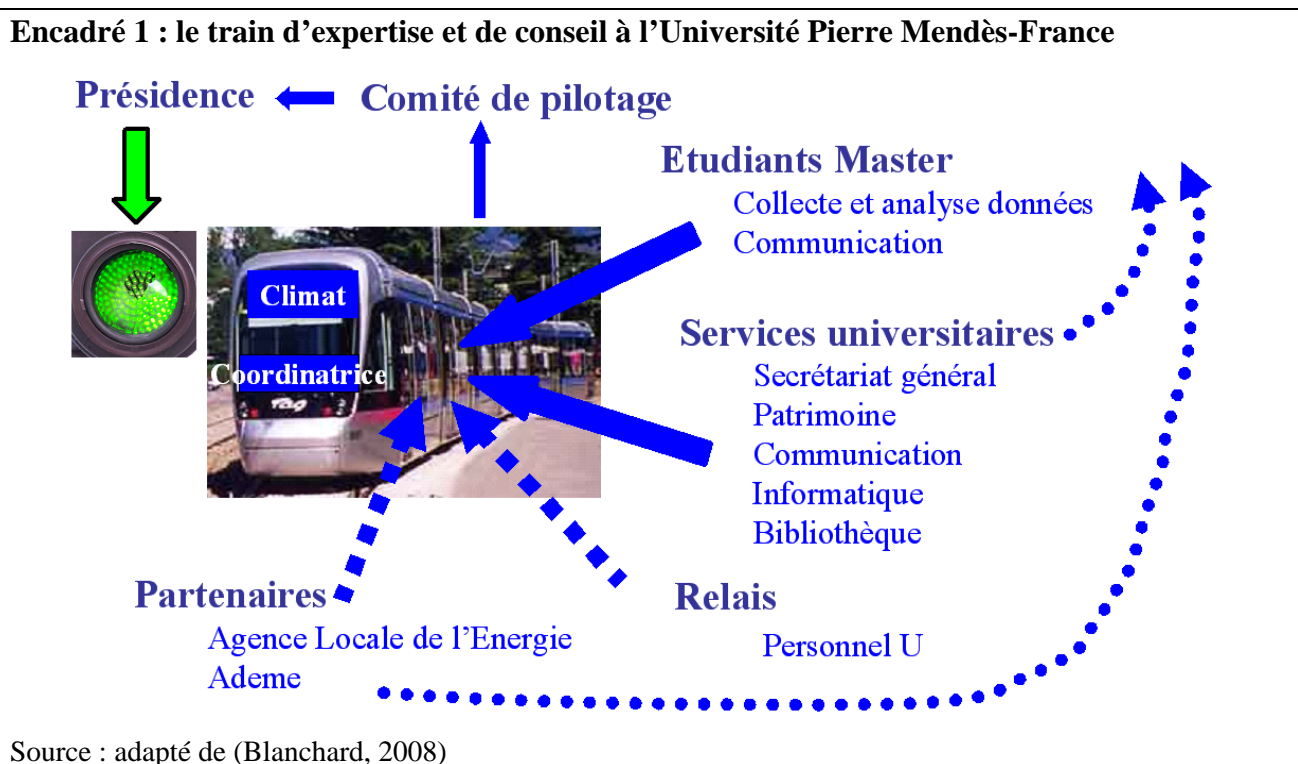 Encadré 1 : le train d’expertise et de conseil à l’Université Pierre Mendès-France
Présidence
Comité de pilotage
Etudiants Master
Collecte et analyse données
Communication
Climat
Coordinatrice
Tag
Services universitaires
Secrétariat général
Patrimoine
Communication
Informatique
Bibliothèque
Partenaires
Agence Locale de l’Energie
Ademe
Relais
Personnel U
Source : adapté de (Blanchard, 2008)